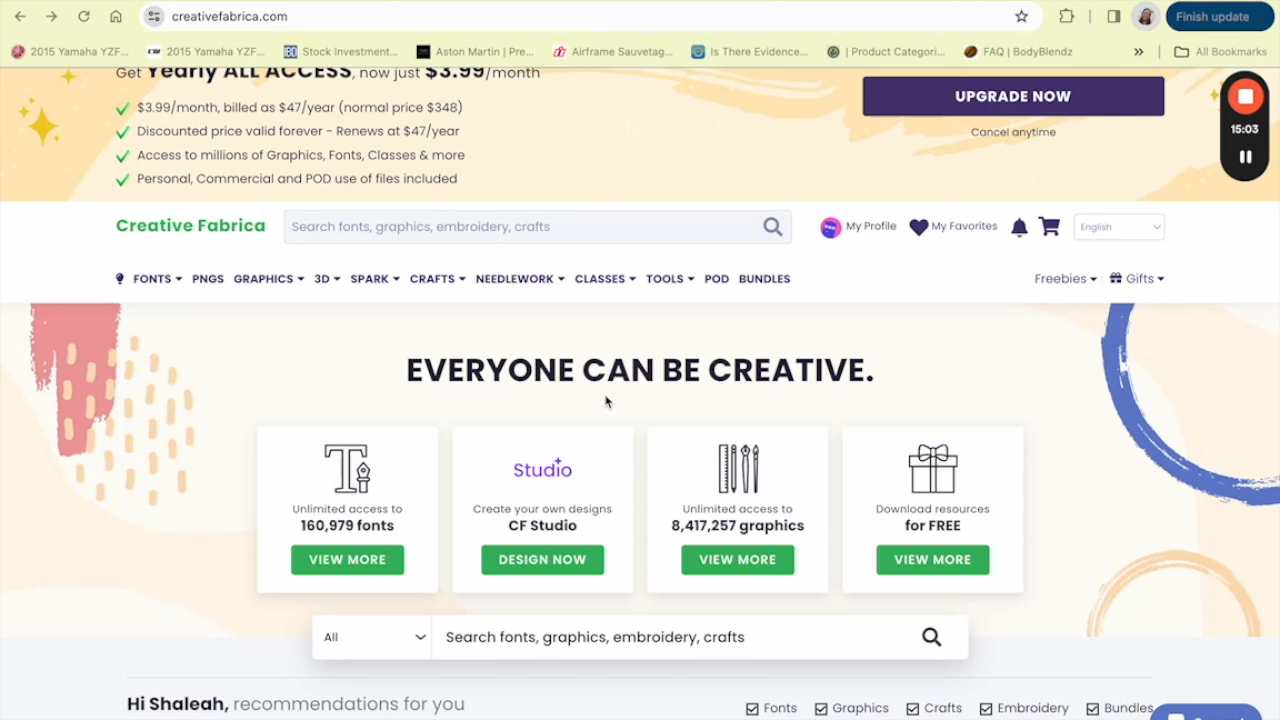 creativefabrica.com
Finish update
2015 Yamaha YZF...
2015 Yamaha YZF...
Stock Investment...
Aston Martin | Pre...
Airframe Sauvetag...
Is There Evidence...
| Product Categori...
FAQ | BodyBlendz
»
All Bookmarks
Get Yearly ALL ACCESS, now just $3.99/month
$3.99/month, billed as $47/year (normal price $348)
Discounted price valid forever - Renews at $47/year
Access to millions of Graphics, Fonts, Classes & more
Personal, Commercial and POD use of files included
UPGRADE NOW
Cancel anytime
15:03
Creative Fabrica
Search fonts, graphics, embroidery, crafts
My Profile
My Favorites
English
FONTS PNGS GRAPHICS 3D SPARK CRAFTS NEEDLEWORK CLASSES TOOLS POD BUNDLES
Freebies
Gifts
EVERYONE CAN BE CREATIVE.
Unlimited access to
160,979 fonts
VIEW MORE
Studio
Create your own designs
CF Studio
DESIGN NOW
Unlimited access to
8,417,257 graphics
VIEW MORE
Download resources
for FREE
VIEW MORE
All
Search fonts, graphics, embroidery, crafts
Hi Shaleah, recommendations for you
Fonts
Graphics
Crafts
Embroidery
Bundles